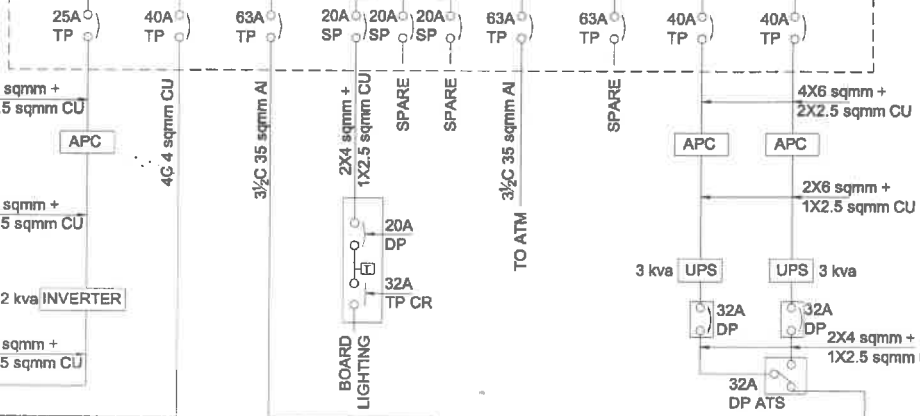 25A TP
40A TP
63A TP
20A SP
20A SP
20A SP
63A TP
63A TP
40A TP
40A TP
sqmm +
5 sqmm CU
APC
4G 4 sqmm CU
3½C 35 sqmm Al
2X4 sqmm +
1X2.5 sqmm CU
SPARE
SPARE
3½C 35 sqmm Al
TO ATM
SPARE
4X6 sqmm +
2X2.5 sqmm CU
APC
APC
sqmm +
5 sqmm CU
2X6 sqmm +
1X2.5 sqmm CU
20A
DP
T
32A
TP CR
BOARD
LIGHTING
2 kva INVERTER
3 kva UPS
UPS 3 kva
32A
DP
32A
DP
sqmm +
5 sqmm CU
2X4 sqmm +
1X2.5 sqmm
32A
DP ATS